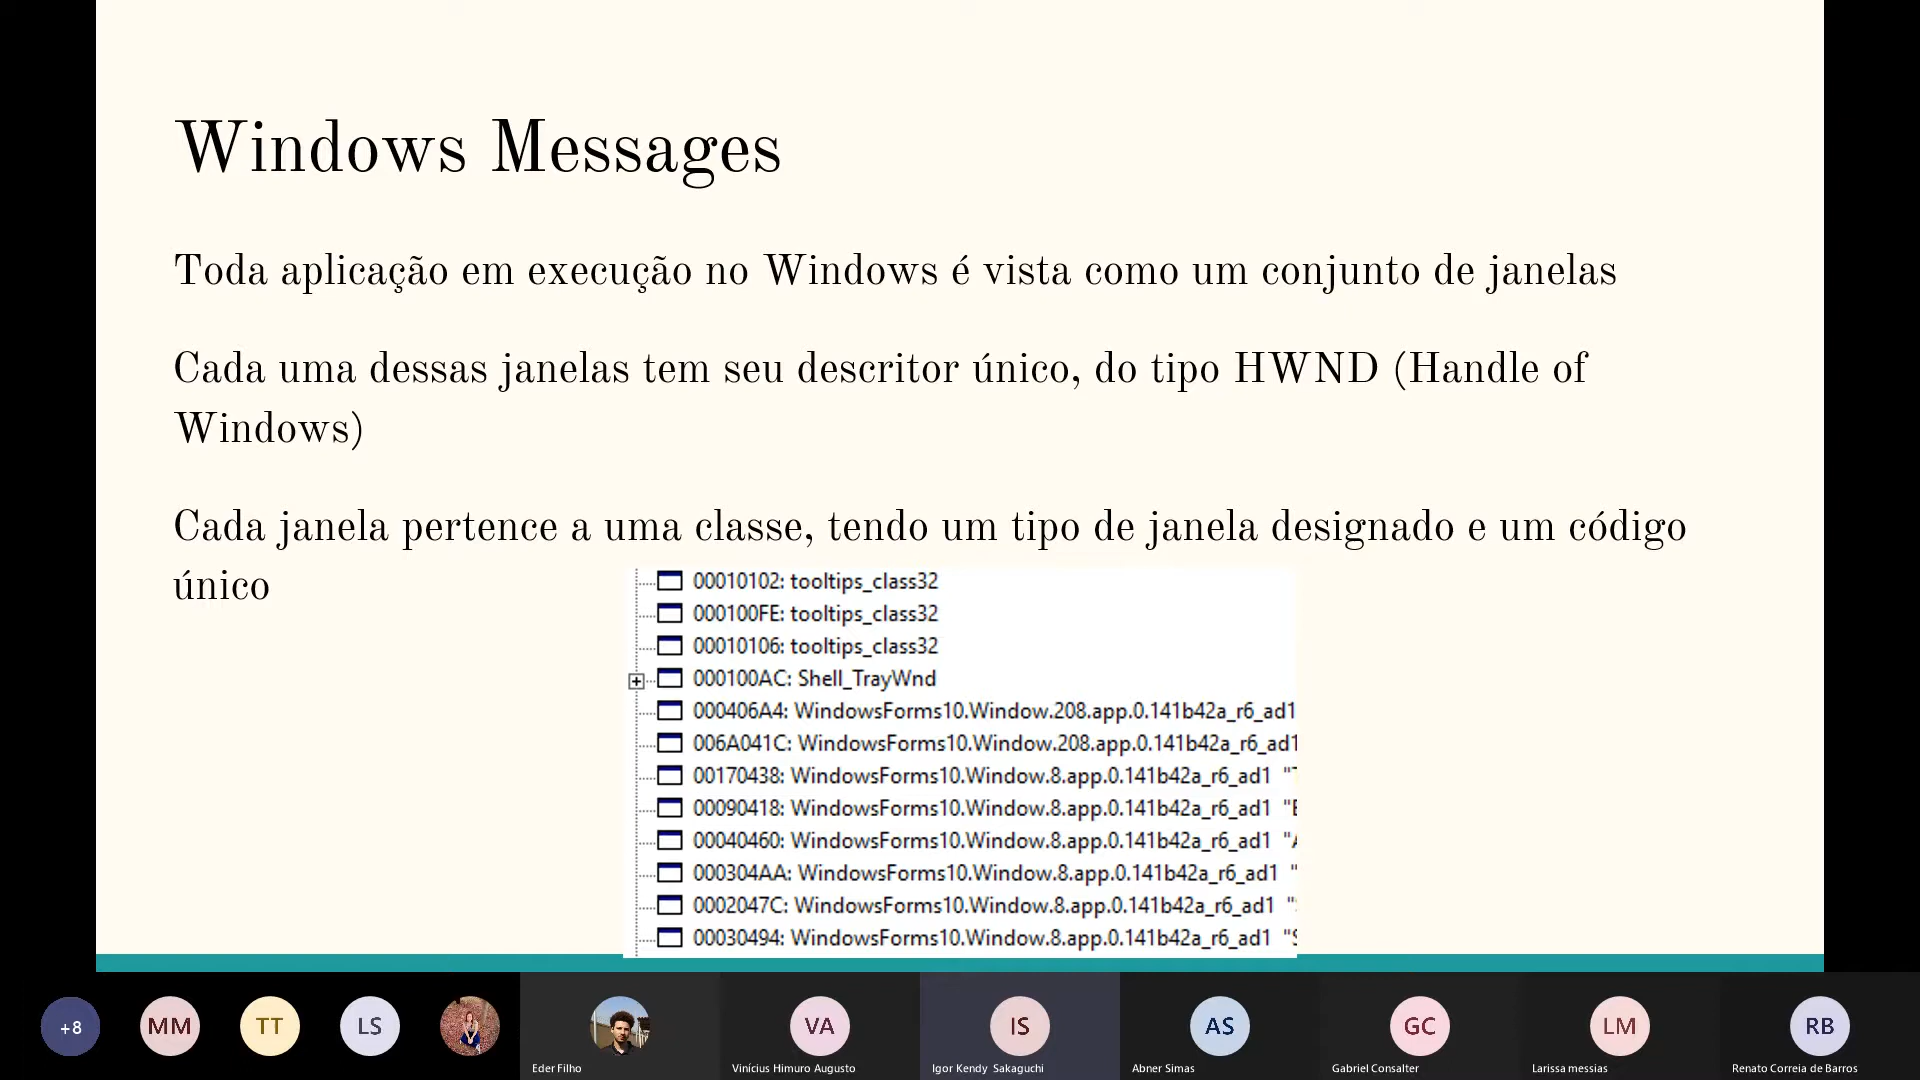 Windows Messages
Toda aplicação em execução no Windows é vista como um conjunto de janelas
Cada uma dessas janelas tem seu descritor único, do tipo HWND (Handle of
Windows)
Cada janela pertence a uma classe, tendo um tipo de janela designado e um código
único
00010102: tooltips_class32
000100FE: tooltips_class32
00010106: tooltips_class32
000100AC: Shell_TrayWnd
000406A4: WindowsForms10.Window.208.app.0.141b42a_r6_ad1
006A041C: WindowsForms10.Window.208.app.0.141b42a_r6_ad1
00170438: WindowsForms10.Window.8.app.0.141b42a_r6_ad1 "
00090418: WindowsForms10.Window.8.app.0.141b42a_r6_ad1 "
00040460: WindowsForms10.Window.8.app.0.141b42a_r6_ad1 "
000304AA: WindowsForms10.Window.8.app.0.141b42a_r6_ad1 "
0002047C: WindowsForms10.Window.8.app.0.141b42a_r6_ad1 "
00030494: WindowsForms10.Window.8.app.0.141b42a_r6_ad1 "
+8 MM TT LS VA IS AS GC LM RB
Eder Filho Vinícius Himuro Augusto Igor Kendy Sakaguchi Abner Simas Gabriel Consalter Larissa messias Renato Correia de Barros